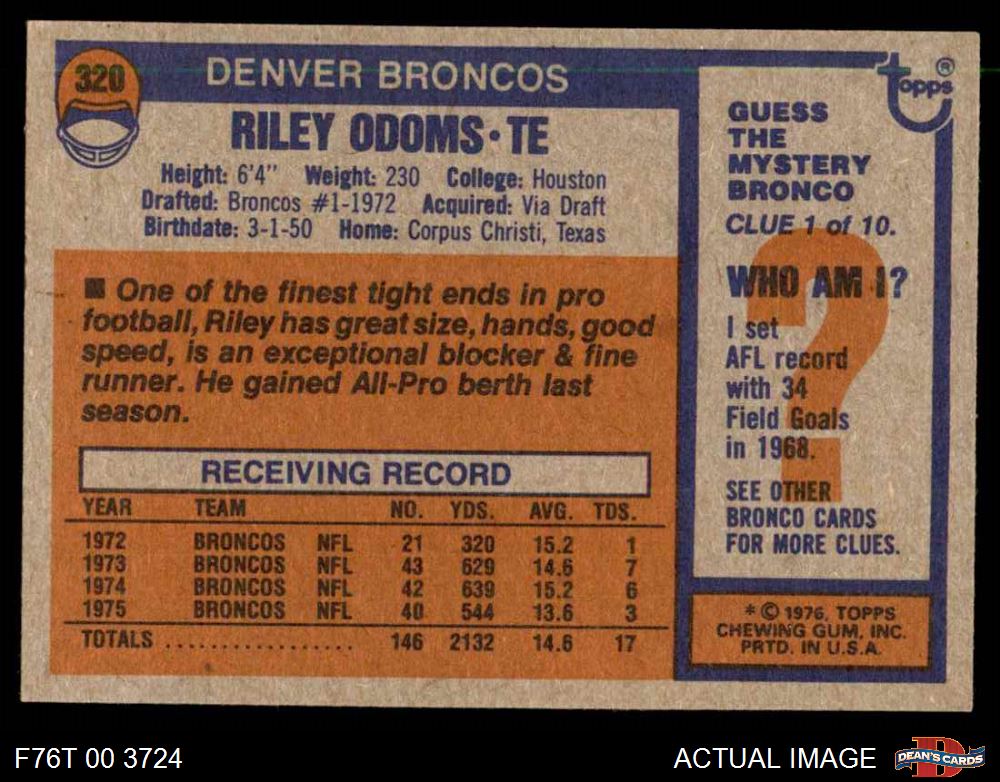 320
DENVER BRONCOS
RILEY ODOMS • TE
Height: 6'4" Weight: 230 College: Houston
Drafted: Broncos #1-1972 Acquired: Via Draft
Birthdate: 3-1-50 Home: Corpus Christi, Texas
■ One of the finest tight ends in pro
football, Riley has great size, hands, good
speed, is an exceptional blocker & fine
runner. He gained All-Pro berth last
season.
RECEIVING RECORD
YEAR TEAM NO. YDS. AVG. TDS.
1972 BRONCOS NFL 21 320 15.2 1
1973 BRONCOS NFL 43 629 14.6 7
1974 BRONCOS NFL 42 639 15.2 6
1975 BRONCOS NFL 40 544 13.6 3
TOTALS ................. 146 2132 14.6 17
Topps®
GUESS
THE
MYSTERY
BRONCO
CLUE 1 of 10.
WHO AM I?
I set
AFL record
with 34
Field Goals
in 1968.
SEE OTHER
BRONCO CARDS
FOR MORE CLUES.
* © 1976, TOPPS
CHEWING GUM, INC.
PRTD. IN U.S.A.
F76T 00 3724
ACTUAL IMAGE
D
DEAN'S CARDS